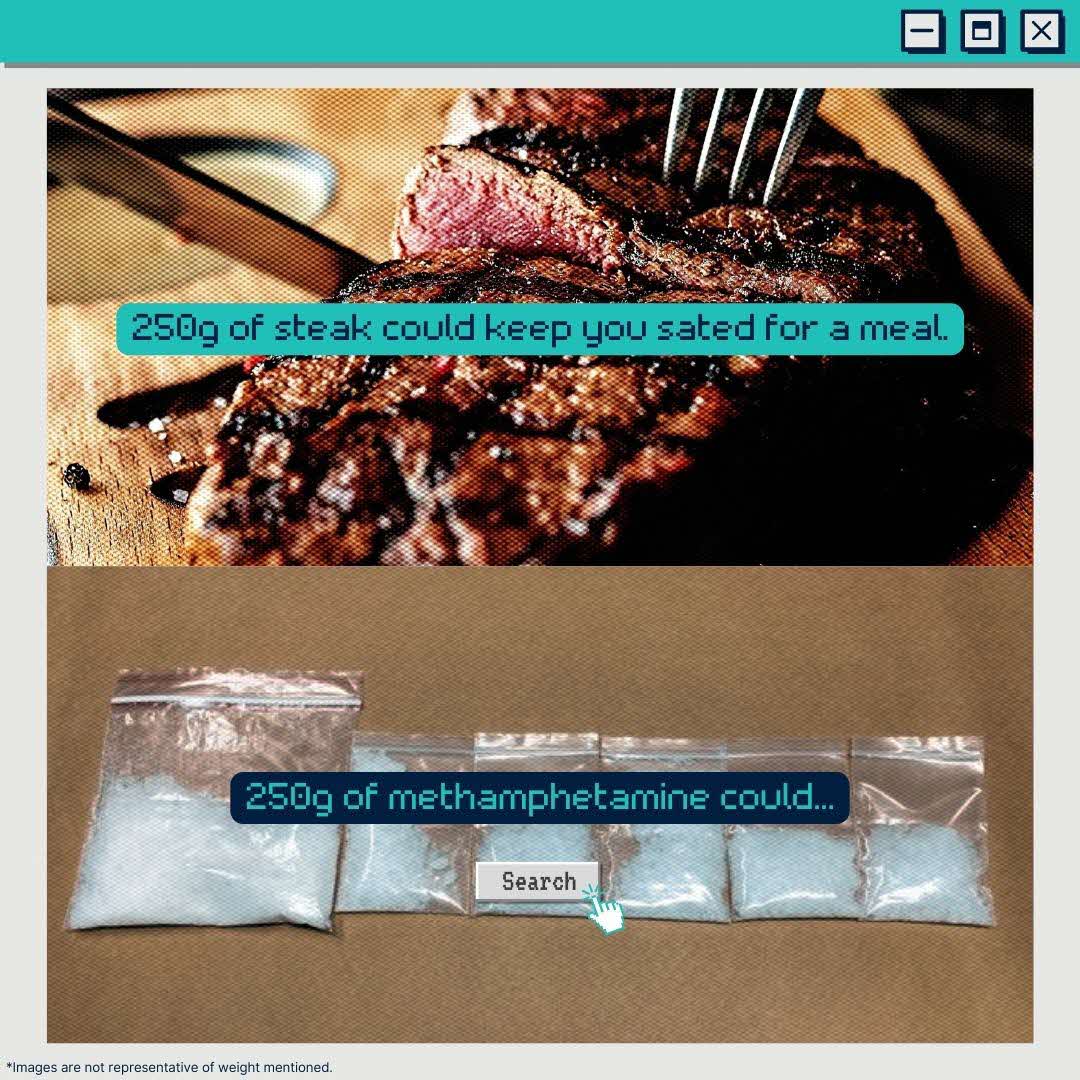 250g of steak could keep you sated for a meal.
250g of methamphetamine could...
Search
*Images are not representative of weight mentioned.